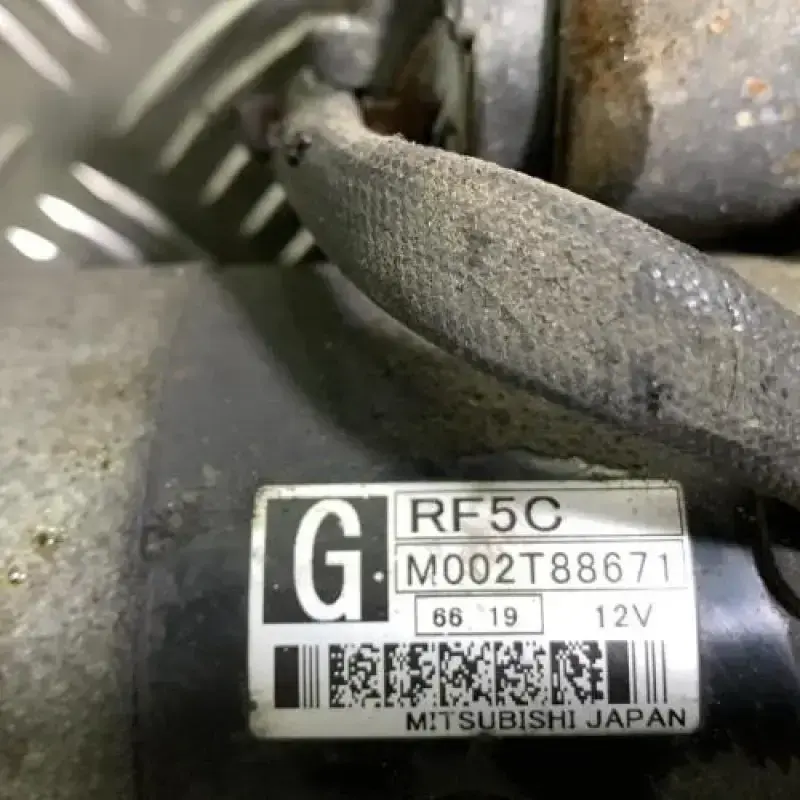 G
RF5C
M002T88671
66 19 12V
MITSUBISHI JAPAN